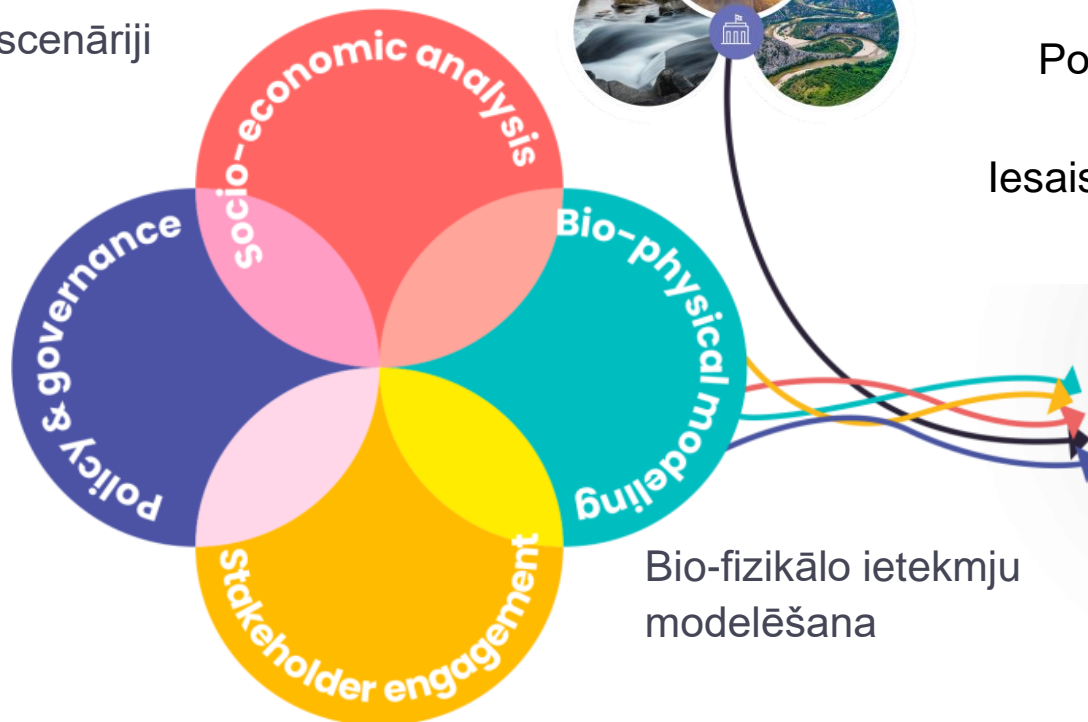 scenāriji
Po
Iesais
socio-economic analysis
Policy & governance
Bio-physical modeling
Stakeholder engagement
Bio-fizikālo ietekmju
modelēšana